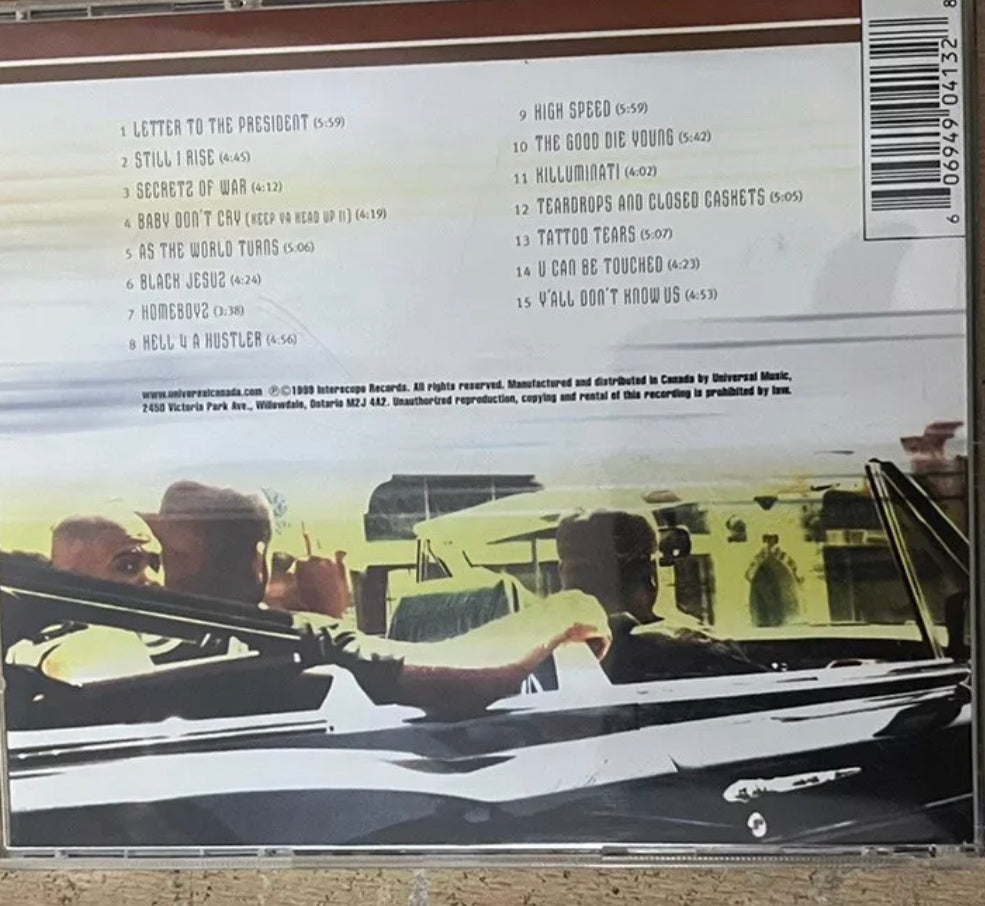 1 LETTER TO THE PRESIDENT (5:59)
2 STILL I RISE (4:45)
3 SECRETZ OF WAR (4:12)
4 BABY DON'T CRY (KEEP YA HEAD UP II) (4:19)
5 AS THE WORLD TURNS (5:06)
6 BLACK JESUZ (4:24)
7 HOMEBOYZ (3:38)
8 HELL 4 A HUSTLER (4:56)
9 HIGH SPEED (5:59)
10 THE GOOD DIE YOUNG (5:42)
11 KILLUMINATI (4:02)
12 TEARDROPS AND CLOSED CASKETS (5:05)
13 TATTOO TEARS (5:07)
14 U CAN BE TOUCHED (4:23)
15 Y'ALL DON'T KNOW US (4:53)
www.universalcanada.com ℗©1999 Interscope Records. All rights reserved. Manufactured and distributed in Canada by Universal Music,
2450 Victoria Park Ave., Willowdale, Ontario M2J 4A2. Unauthorized reproduction, copying and rental of this recording is prohibited by law.
6 06949 04132 8